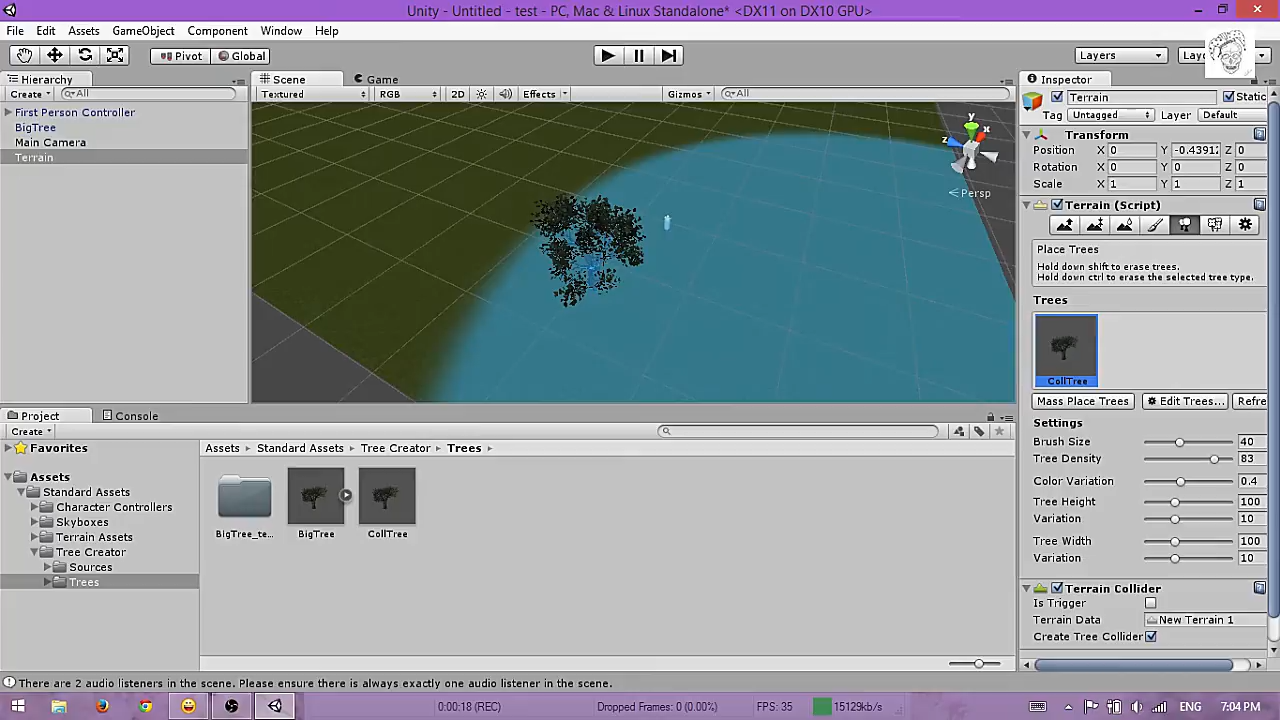 Unity - Untitled - test - PC, Mac & Linux Standalone* <DX11 on DX10 GPU>
File Edit Assets GameObject Component Window Help
Pivot Global Layers
Hierarchy Scene Game Inspector
Create All Textured RGB 2D Effects Gizmos All
Terrain Static
Tag Untagged Layer Default
First Person Controller
BigTree
Main Camera
Terrain
y
x
z
Persp
Transform
Position X 0 Y -0.4391 Z 0
Rotation X 0 Y 0 Z 0
Scale X 1 Y 1 Z 1
Terrain (Script)
Place Trees
Hold down shift to erase trees.
Hold down ctrl to erase the selected tree type.
Trees
CollTree
Mass Place Trees Edit Trees... Refre
Settings
Brush Size 40
Tree Density 83
Color Variation 0.4
Tree Height 100
Variation 10
Tree Width 100
Variation 10
Terrain Collider
Is Trigger
Terrain Data New Terrain 1
Create Tree Collider
Project Console
Create
Favorites
Assets
Standard Assets
Character Controllers
Skyboxes
Terrain Assets
Tree Creator
Sources
Trees
Assets Standard Assets Tree Creator Trees
BigTree_te... BigTree CollTree
There are 2 audio listeners in the scene. Please ensure there is always exactly one audio listener in the scene.
0:00:18 (REC) Dropped Frames: 0 (0.00%) FPS: 35 15129kb/s ENG 7:04 PM